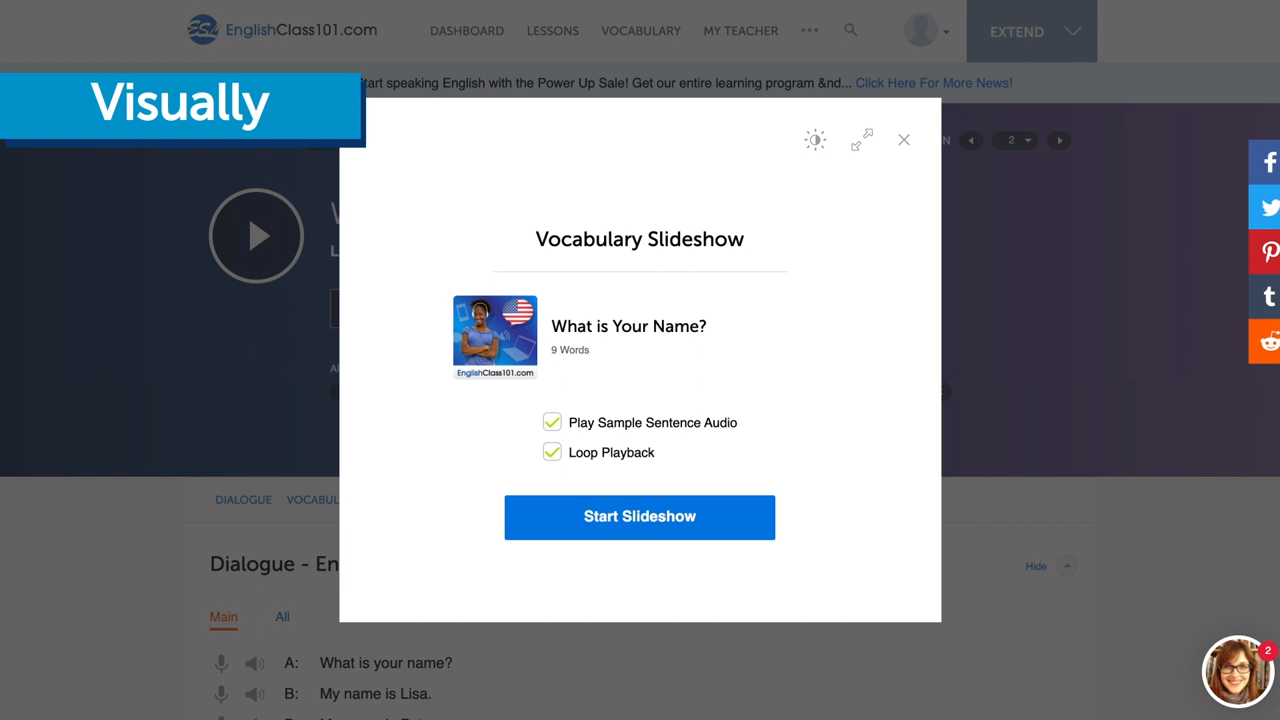 EnglishClass101.com
DASHBOARD LESSONS VOCABULARY MY TEACHER EXTEND
tart speaking English with the Power Up Sale! Get our entire learning program &nd... Click Here For More News!
Visually
N 2
Vocabulary Slideshow
What is Your Name?
9 Words
EnglishClass101.com
Play Sample Sentence Audio
Loop Playback
Start Slideshow
DIALOGUE VOCABUL
Dialogue - En
Hide
Main All
A: What is your name?
B: My name is Lisa.
2